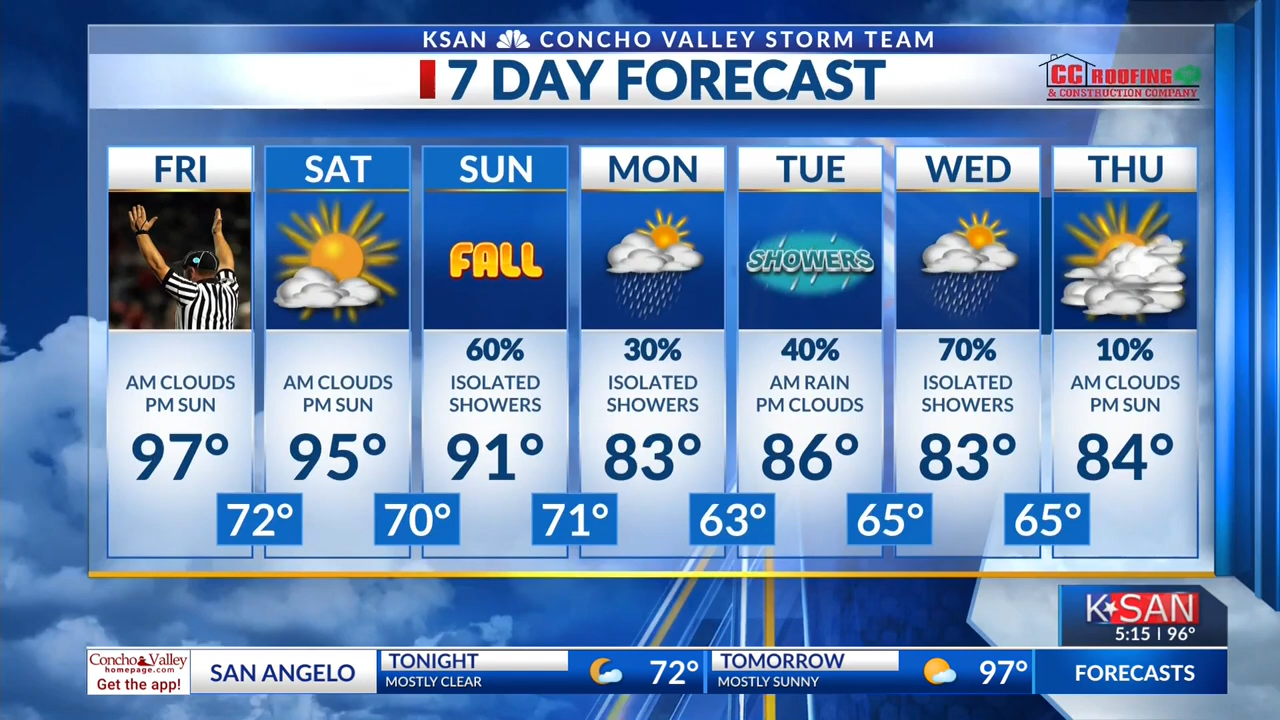 KSAN CONCHO VALLEY STORM TEAM
7 DAY FORECAST
CC ROOFING
& CONSTRUCTION COMPANY
FRI SAT SUN MON TUE WED THU
FALL SHOWERS
60% 30% 40% 70% 10%
AM CLOUDS AM CLOUDS ISOLATED ISOLATED AM RAIN ISOLATED AM CLOUDS
PM SUN PM SUN SHOWERS SHOWERS PM CLOUDS SHOWERS PM SUN
97° 95° 91° 83° 86° 83° 84°
72° 70° 71° 63° 65° 65°
KSAN
5:15 | 96°
Concho Valley
homepage.com
Get the app!
SAN ANGELO
TONIGHT
MOSTLY CLEAR
72°
TOMORROW
MOSTLY SUNNY
97°
FORECASTS